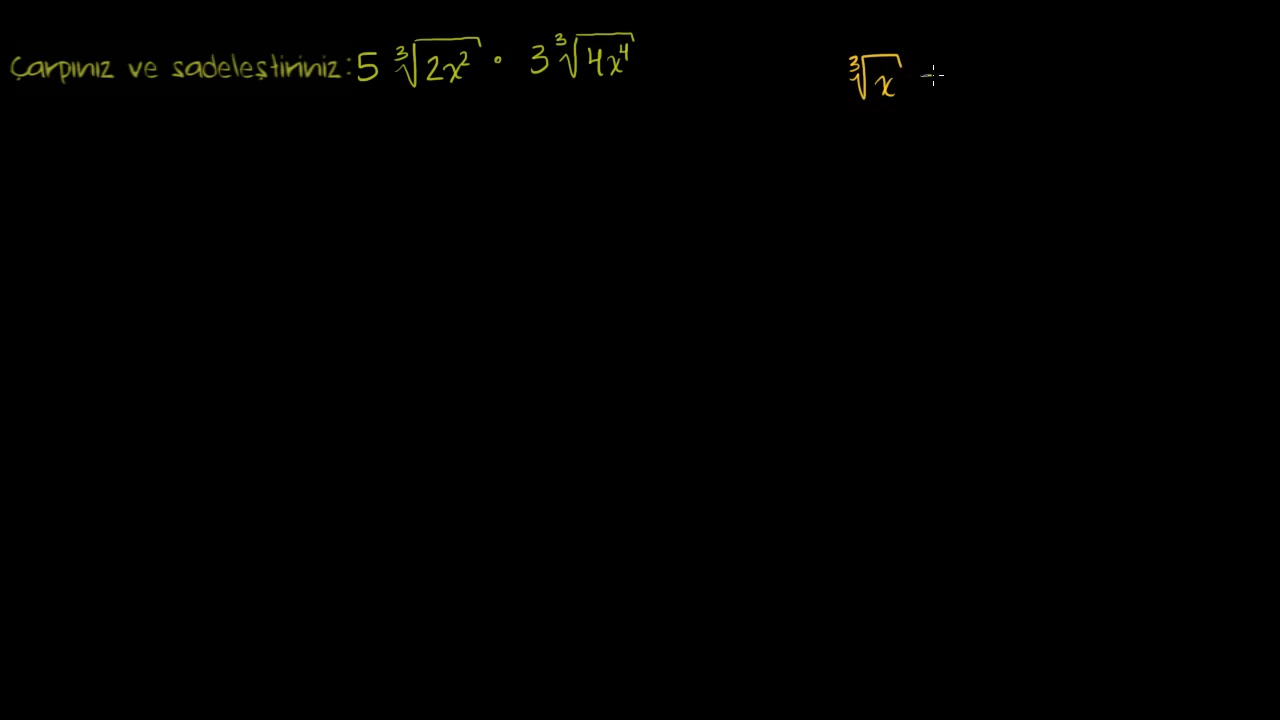 Çarpınız ve sadeleştiriniz: 5 ∛(2x²) · 3 ∛(4x⁴)
∛x